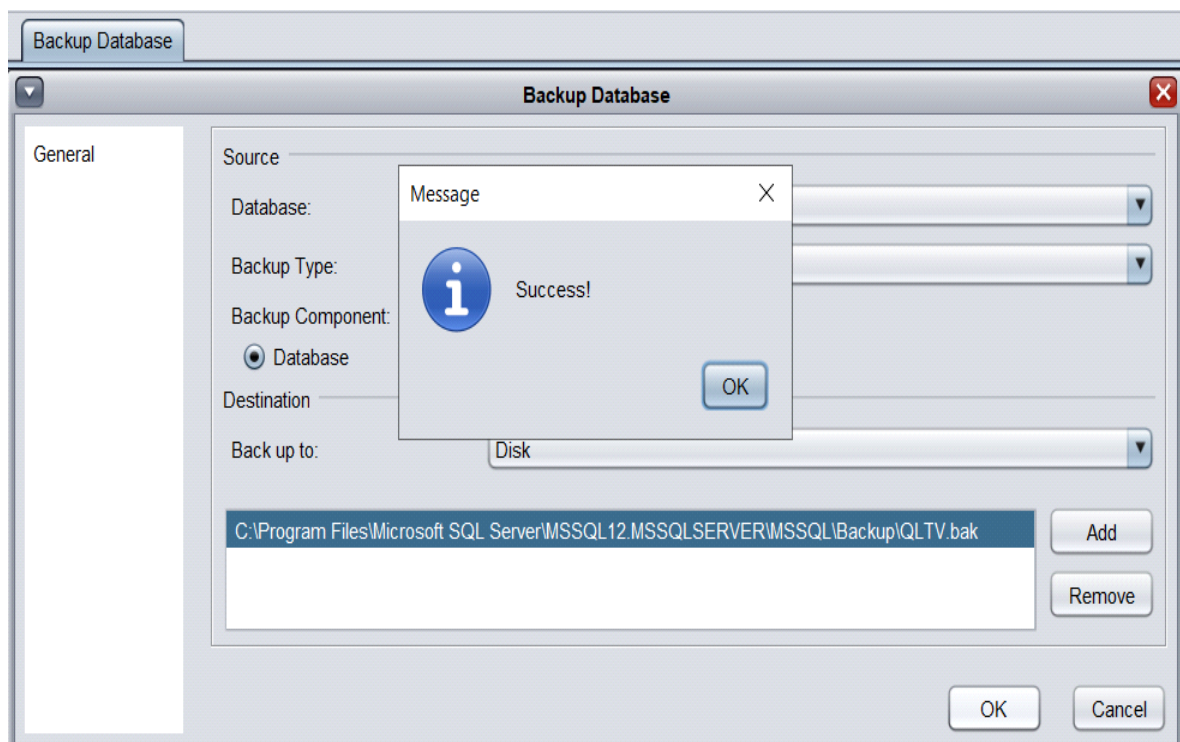 Backup Database
Backup Database
General
Source
Message
Database:
Backup Type:
Success!
Backup Component:
Database
OK
Destination
Back up to:
Disk
C:\Program Files\Microsoft SQL Server\MSSQL12.MSSQLSERVER\MSSQL\Backup\QLTV.bak
Add
Remove
OK
Cancel